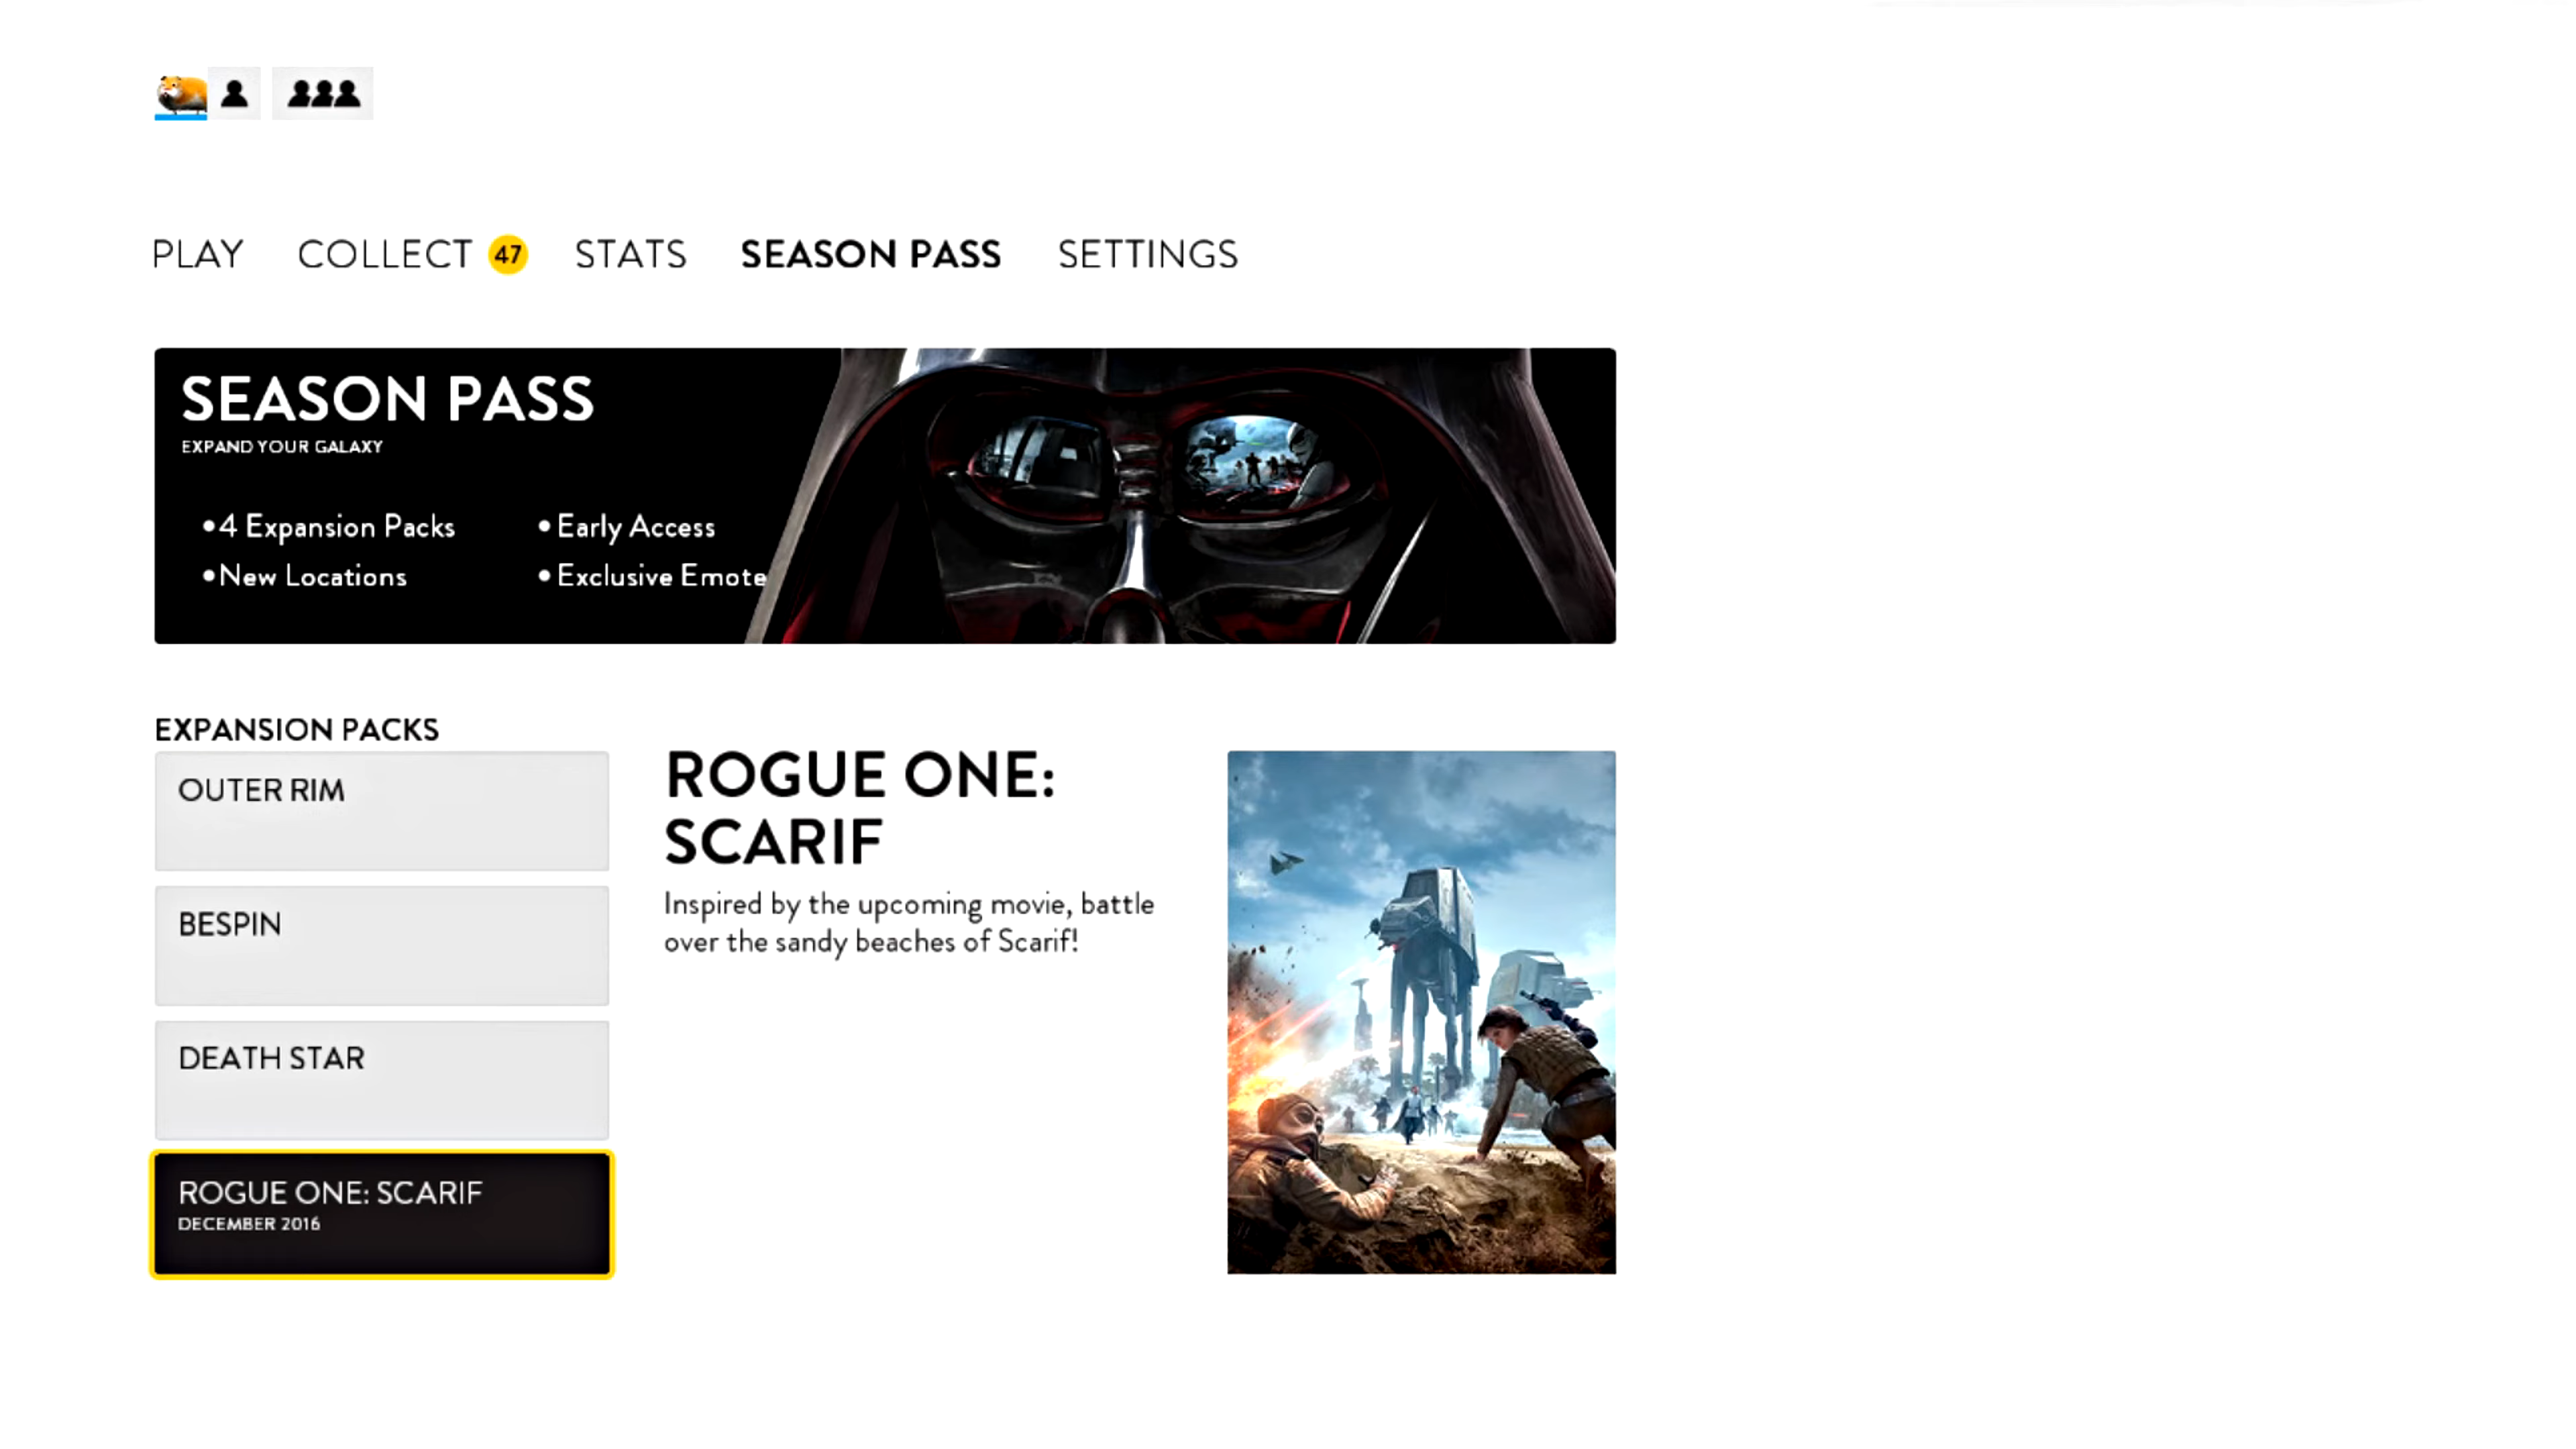 PLAY COLLECT 47 STATS SEASON PASS SETTINGS
SEASON PASS
EXPAND YOUR GALAXY
•4 Expansion Packs
•New Locations
•Early Access
•Exclusive Emote
EXPANSION PACKS
OUTER RIM
BESPIN
DEATH STAR
ROGUE ONE: SCARIF
DECEMBER 2016
ROGUE ONE:
SCARIF
Inspired by the upcoming movie, battle
over the sandy beaches of Scarif!